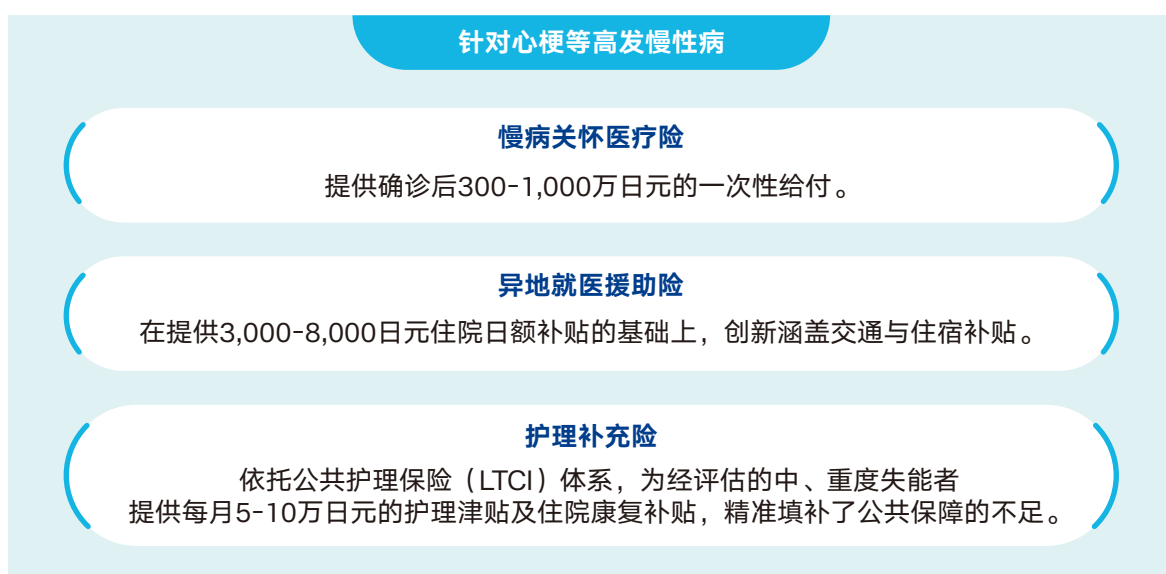 针对心梗等高发慢性病
慢病关怀医疗险
提供确诊后300-1,000万日元的一次性给付。
异地就医援助险
在提供3,000-8,000日元住院日额补贴的基础上，创新涵盖交通与住宿补贴。
护理补充险
依托公共护理保险（LTCI）体系，为经评估的中、重度失能者
提供每月5-10万日元的护理津贴及住院康复补贴，精准填补了公共保障的不足。